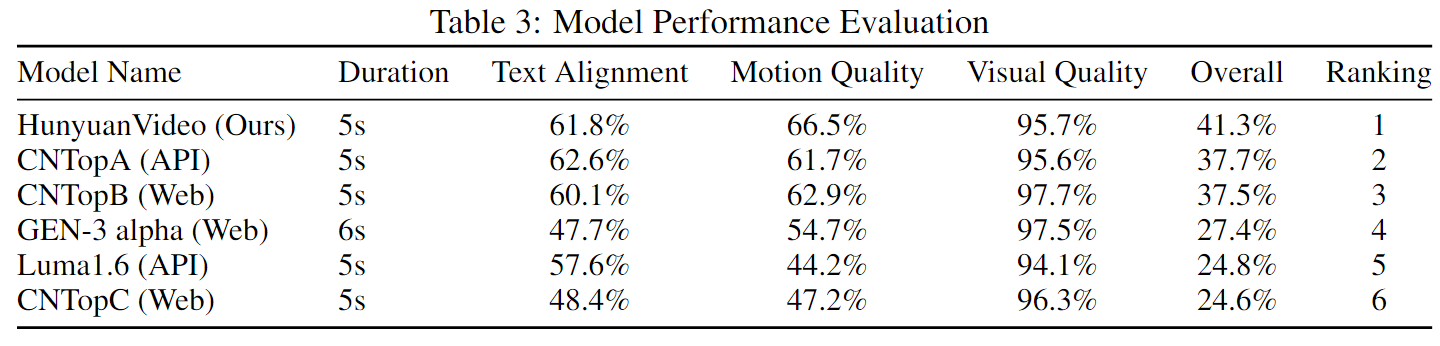 Table 3: Model Performance Evaluation
Model Name Duration Text Alignment Motion Quality Visual Quality Overall Ranking
HunyuanVideo (Ours) 5s 61.8% 66.5% 95.7% 41.3% 1
CNTopA (API) 5s 62.6% 61.7% 95.6% 37.7% 2
CNTopB (Web) 5s 60.1% 62.9% 97.7% 37.5% 3
GEN-3 alpha (Web) 6s 47.7% 54.7% 97.5% 27.4% 4
Luma1.6 (API) 5s 57.6% 44.2% 94.1% 24.8% 5
CNTopC (Web) 5s 48.4% 47.2% 96.3% 24.6% 6